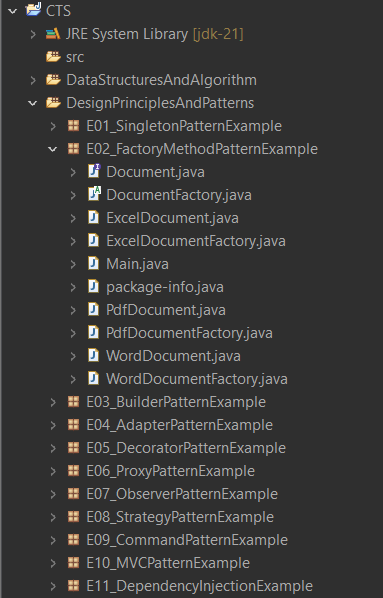 CTS
JRE System Library [jdk-21]
src
DataStructuresAndAlgorithm
DesignPrinciplesAndPatterns
E01_SingletonPatternExample
E02_FactoryMethodPatternExample
Document.java
DocumentFactory.java
ExcelDocument.java
ExcelDocumentFactory.java
Main.java
package-info.java
PdfDocument.java
PdfDocumentFactory.java
WordDocument.java
WordDocumentFactory.java
E03_BuilderPatternExample
E04_AdapterPatternExample
E05_DecoratorPatternExample
E06_ProxyPatternExample
E07_ObserverPatternExample
E08_StrategyPatternExample
E09_CommandPatternExample
E10_MVCPatternExample
E11_DependencyInjectionExample